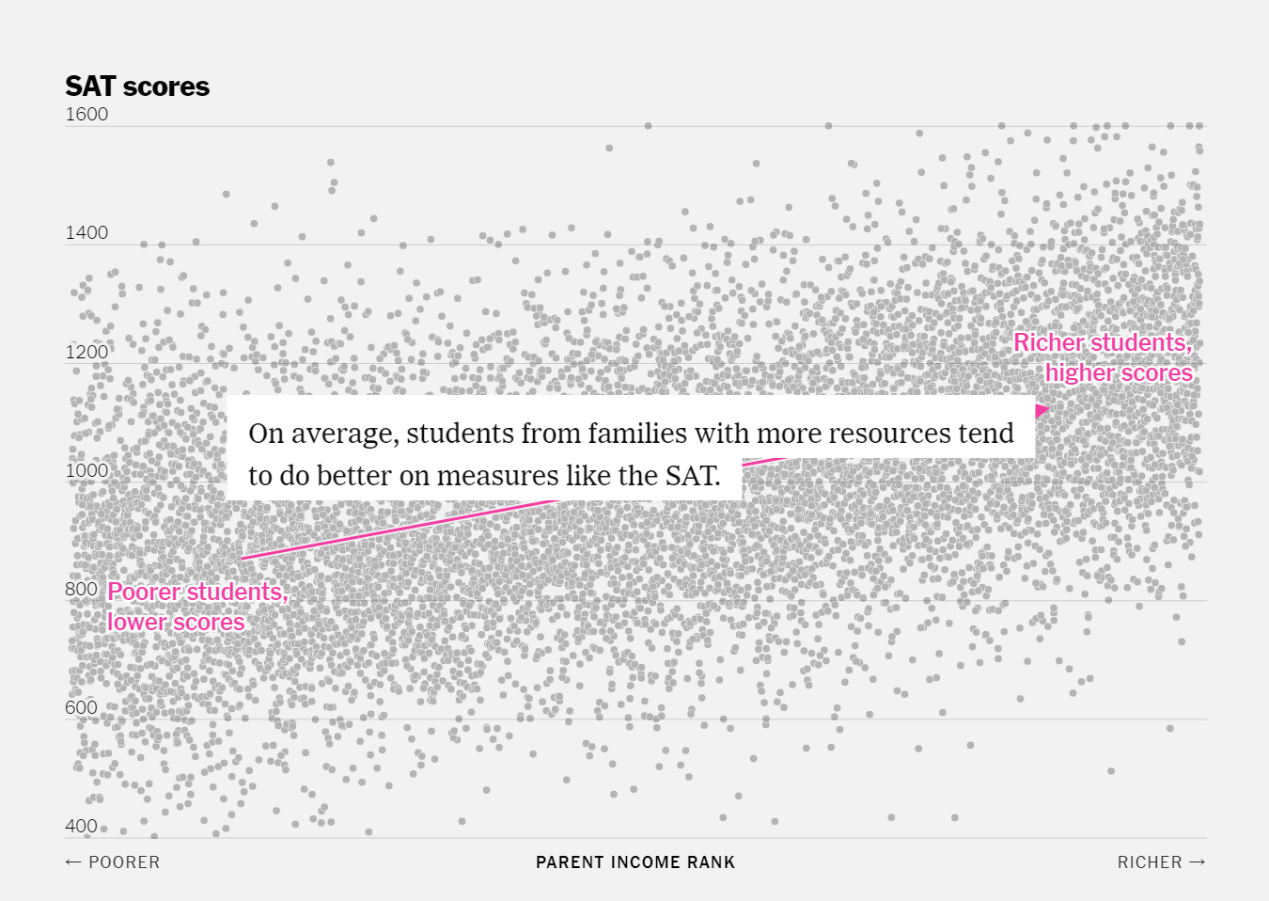 SAT scores
1600
1400
1200
On average, students from families with more resources tend
to do better on measures like the SAT.
Richer students,
higher scores
1000
800
Poorer students,
lower scores
600
400
← POORER
PARENT INCOME RANK
RICHER →